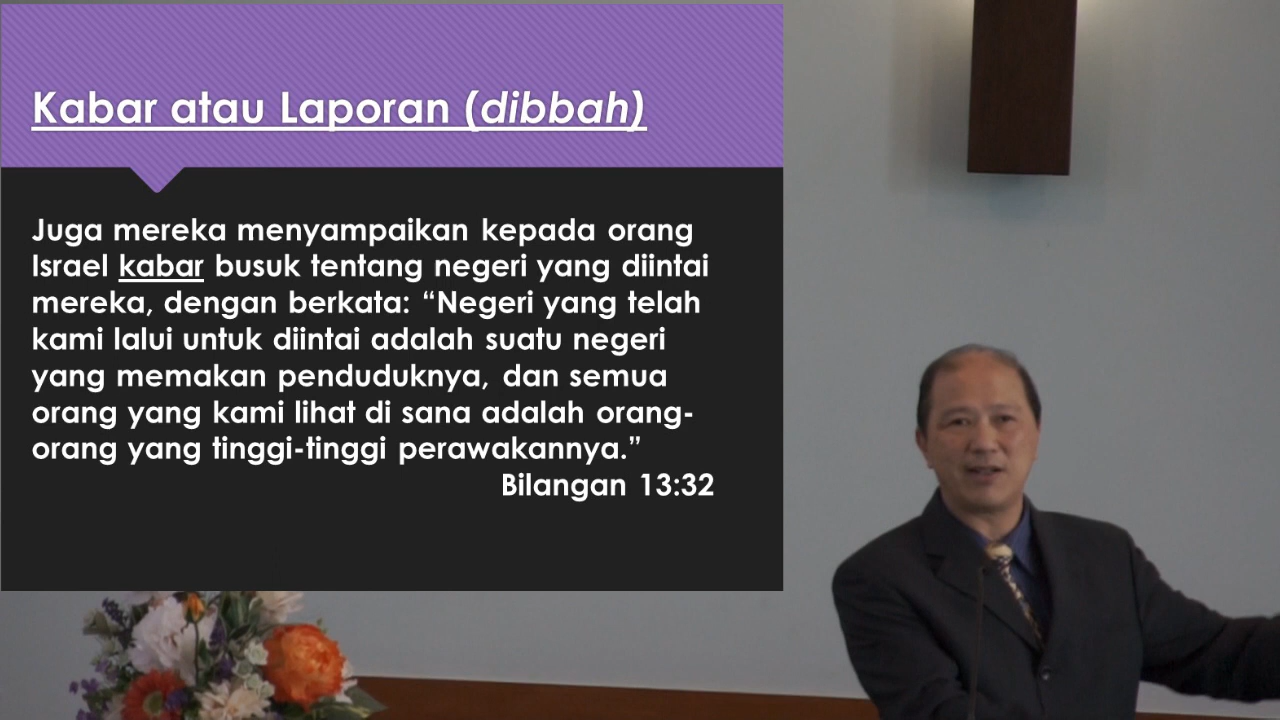 Kabar atau Laporan (dibbah)
Juga mereka menyampaikan kepada orang
Israel kabar busuk tentang negeri yang diintai
mereka, dengan berkata: “Negeri yang telah
kami lalui untuk diintai adalah suatu negeri
yang memakan penduduknya, dan semua
orang yang kami lihat di sana adalah orang-
orang yang tinggi-tinggi perawakannya.”
Bilangan 13:32